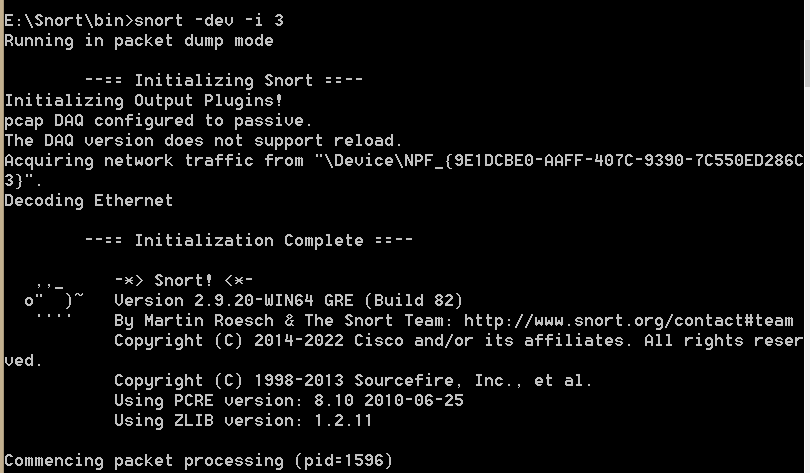 E:\Snort\bin>snort -dev -i 3
Running in packet dump mode
--== Initializing Snort ==--
Initializing Output Plugins!
pcap DAQ configured to passive.
The DAQ version does not support reload.
Acquiring network traffic from "\Device\NPF_{9E1DCBE0-AAFF-407C-9390-7C550ED286C
3}".
Decoding Ethernet
--== Initialization Complete ==--
,,_     -*> Snort! <*-
o"  )~   Version 2.9.20-WIN64 GRE (Build 82)
''''    By Martin Roesch & The Snort Team: http://www.snort.org/contact#team
Copyright (C) 2014-2022 Cisco and/or its affiliates. All rights reser
ved.
Copyright (C) 1998-2013 Sourcefire, Inc., et al.
Using PCRE version: 8.10 2010-06-25
Using ZLIB version: 1.2.11
Commencing packet processing (pid=1596)